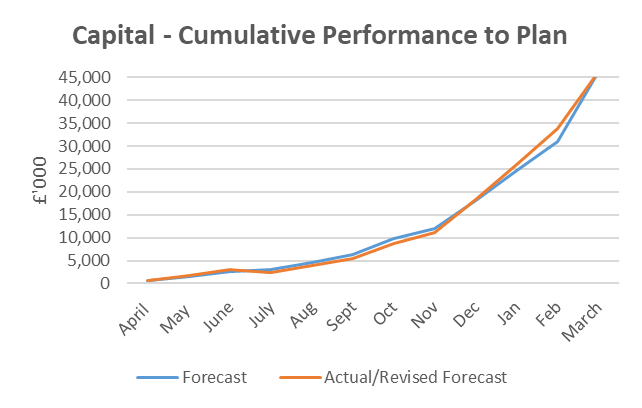 Capital - Cumulative Performance to Plan
45,000
40,000
35,000
30,000
25,000
20,000
15,000
10,000
5,000
0
£'000
April
May
June
July
Aug
Sept
Oct
Nov
Dec
Jan
Feb
March
Forecast
Actual/Revised Forecast